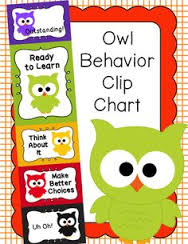 Outstanding!
Ready to
Learn
Think
About It
Make
Better
Choices
Uh Oh!
Owl
Behavior
Clip
Chart